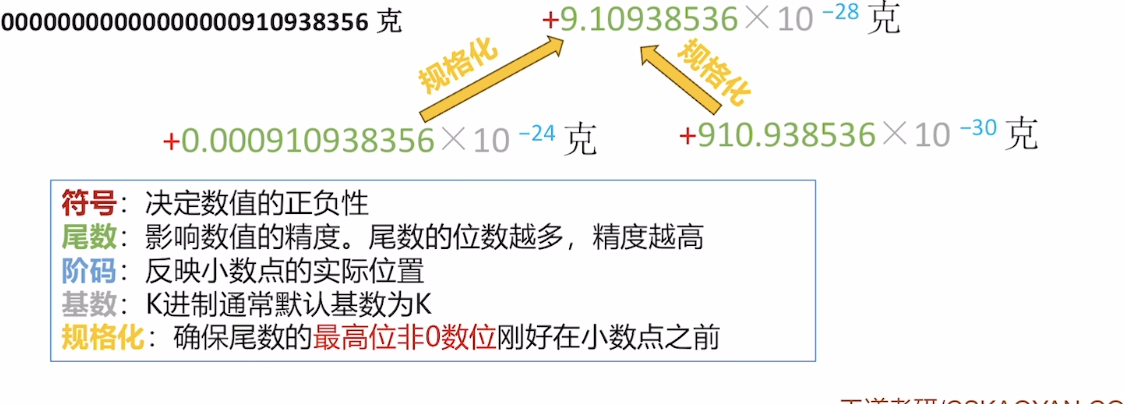 0000000000000000000910938356 克
+9.10938536×10 −28 克
规格化
规格化
+0.000910938356×10 −24 克
+910.938536×10 −30 克
符号：决定数值的正负性
尾数：影响数值的精度。尾数的位数越多，精度越高
阶码：反映小数点的实际位置
基数：K进制通常默认基数为K
规格化：确保尾数的最高位非0数位刚好在小数点之前